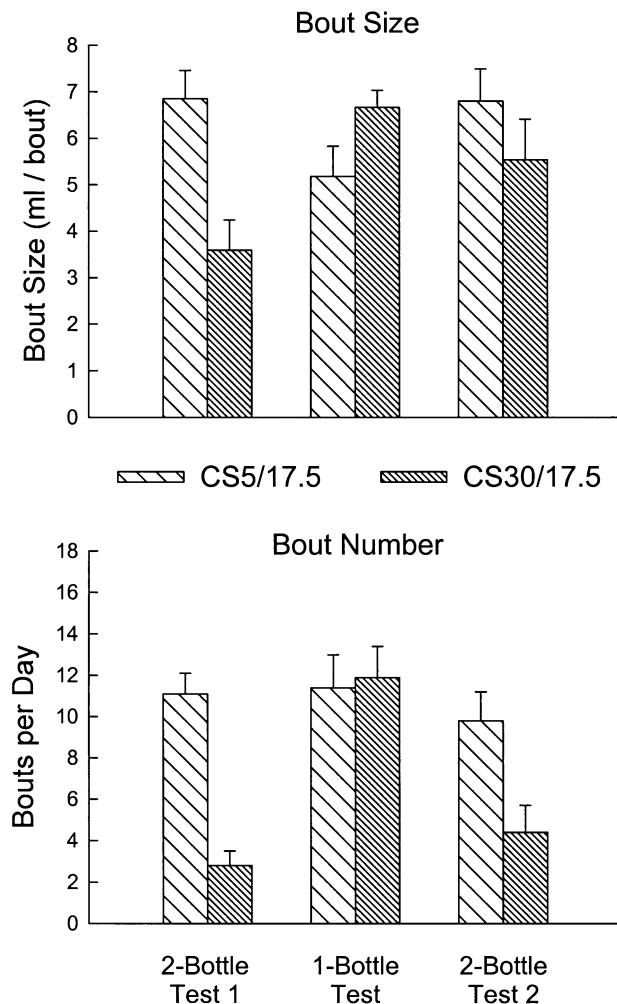 Bout Size
8
7
6
5
4
3
2
1
0
Bout Size (ml / bout)
CS5/17.5 CS30/17.5
Bout Number
18
16
14
12
10
8
6
4
2
0
Bouts per Day
2-Bottle 1-Bottle 2-Bottle
Test 1 Test Test 2